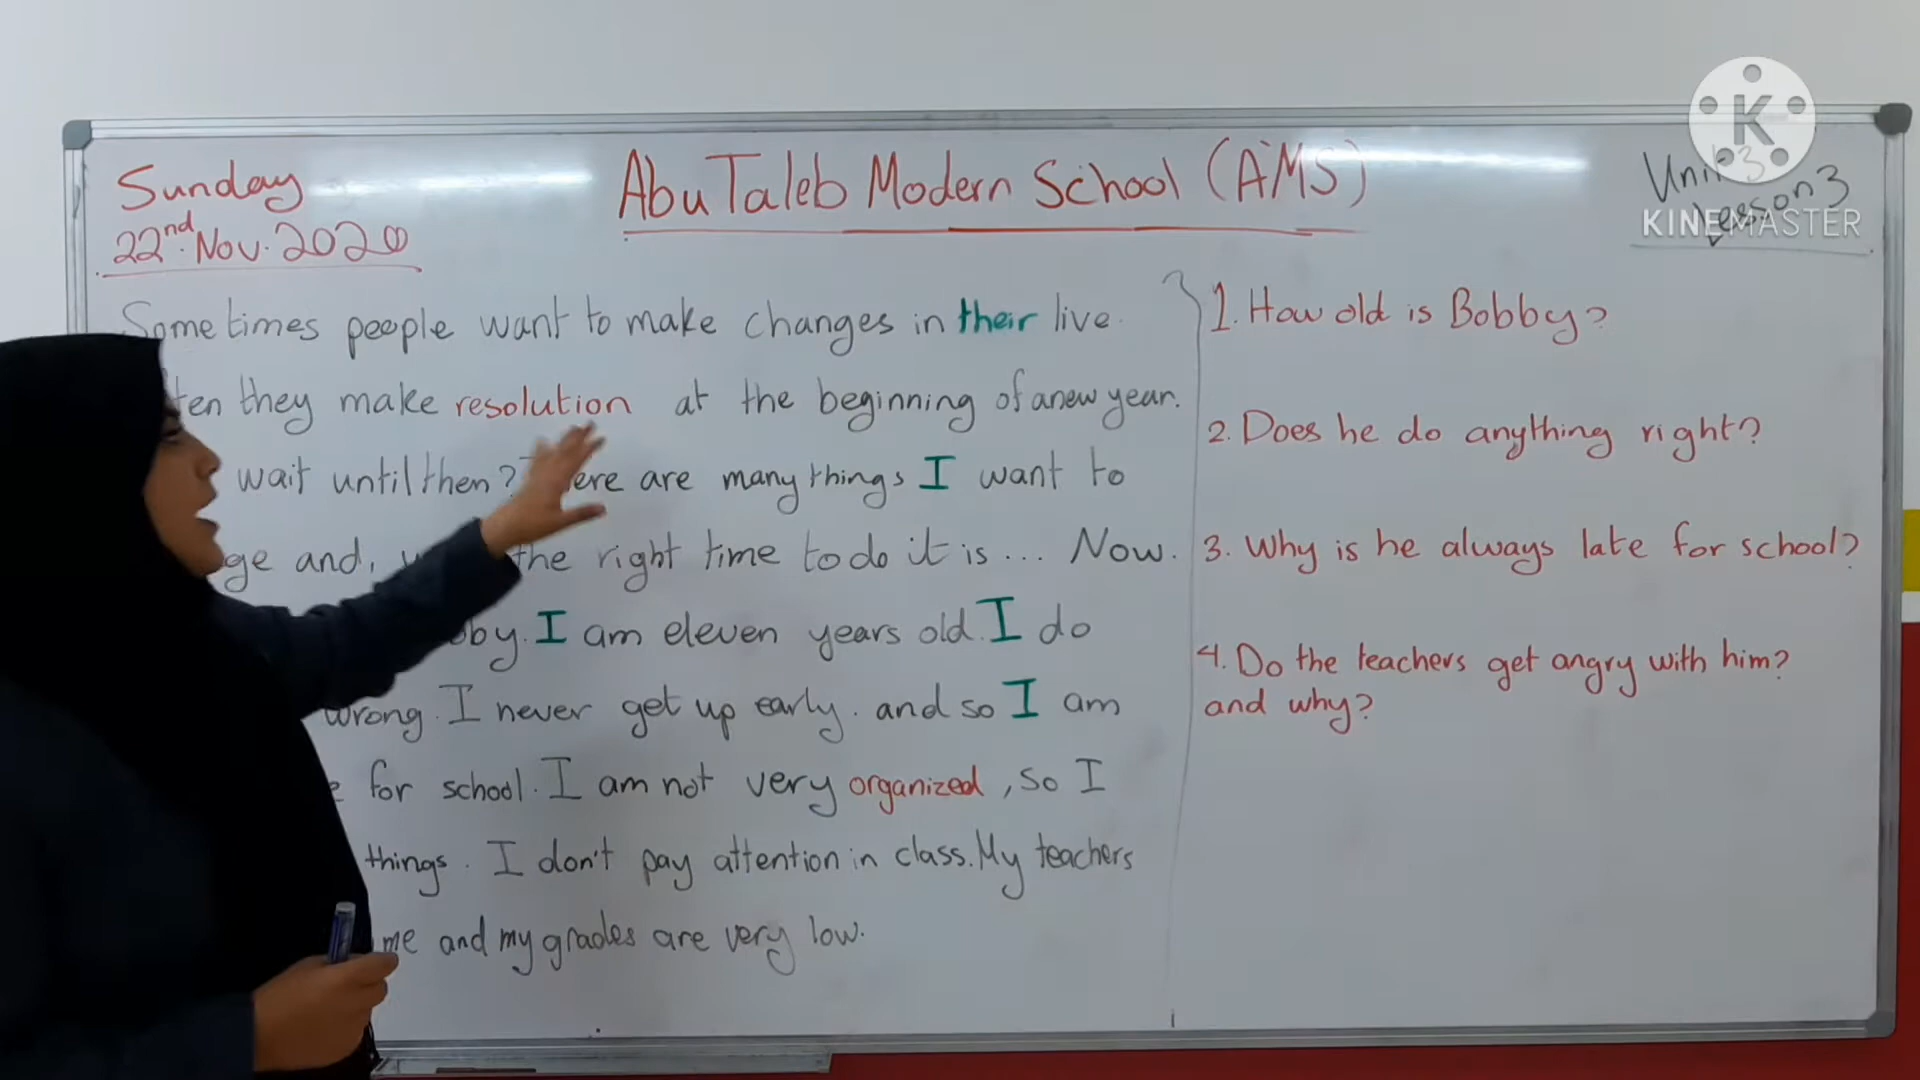 Sunday
22nd. Nov. 2020
Abu Taleb Modern School (AMS)
Unit 3
Lesson 3
K
KINEMASTER
Sometimes people want to make changes in their live.
they make resolution at the beginning of a new year.
wait until then? are many things I want to
and, the right time to do it is ... Now.
I am eleven years old. I do
wrong. I never get up early. and so I am
for school. I am not very organized, so I
things. I don't pay attention in class. My teachers
me and my grades are very low.
1. How old is Bobby?
2. Does he do anything right?
3. Why is he always late for school?
4. Do the teachers get angry with him?
and why?